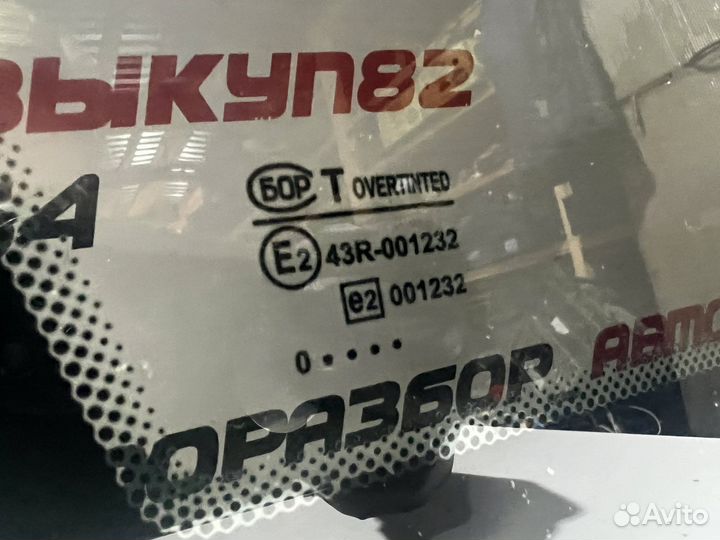 ВЫКУП82
БОР T OVERTINTED
E2 43R-001232
e2 001232
0 • • • •
ОРАЗБОР АВТО
Avito